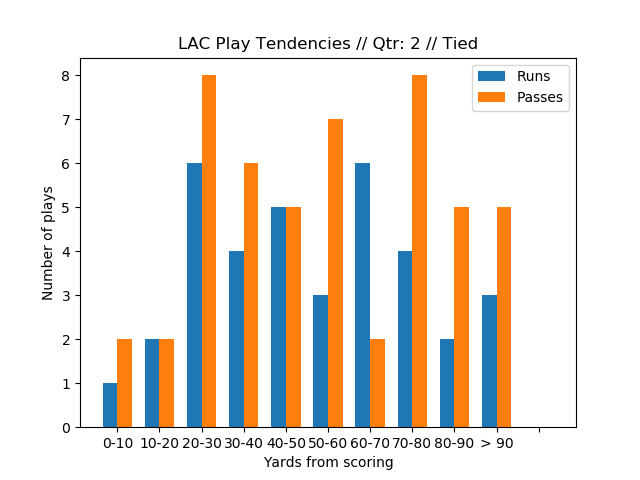 LAC Play Tendencies // Qtr: 2 // Tied
Runs
Passes
8
7
6
5
4
3
2
1
0
Number of plays
0-10 10-20 20-30 30-40 40-50 50-60 60-70 70-80 80-90 > 90
Yards from scoring